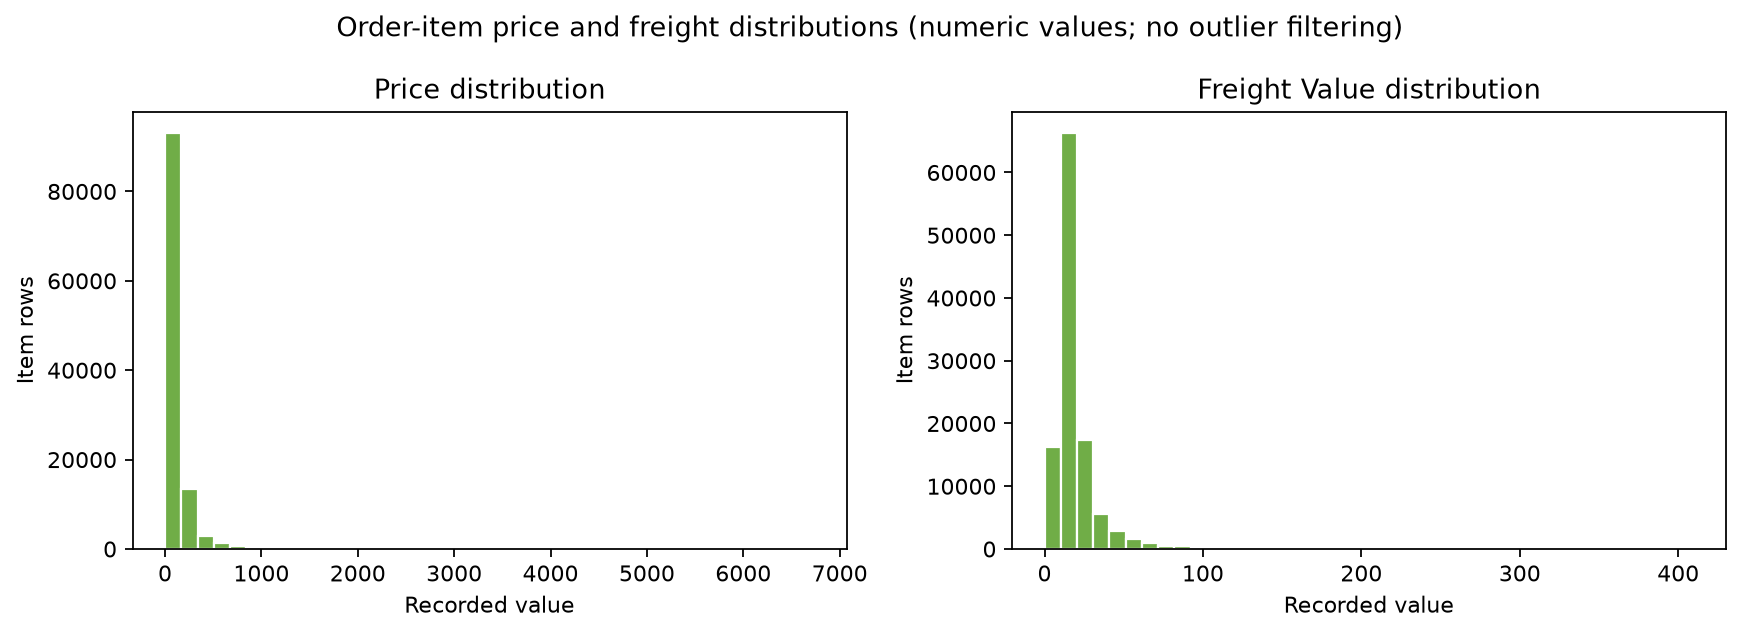 Order-item price and freight distributions (numeric values; no outlier filtering)
Price distribution
80000
60000
40000
20000
0
Item rows
0 1000 2000 3000 4000 5000 6000 7000
Recorded value
Freight Value distribution
60000
50000
40000
30000
20000
10000
0
Item rows
0 100 200 300 400
Recorded value